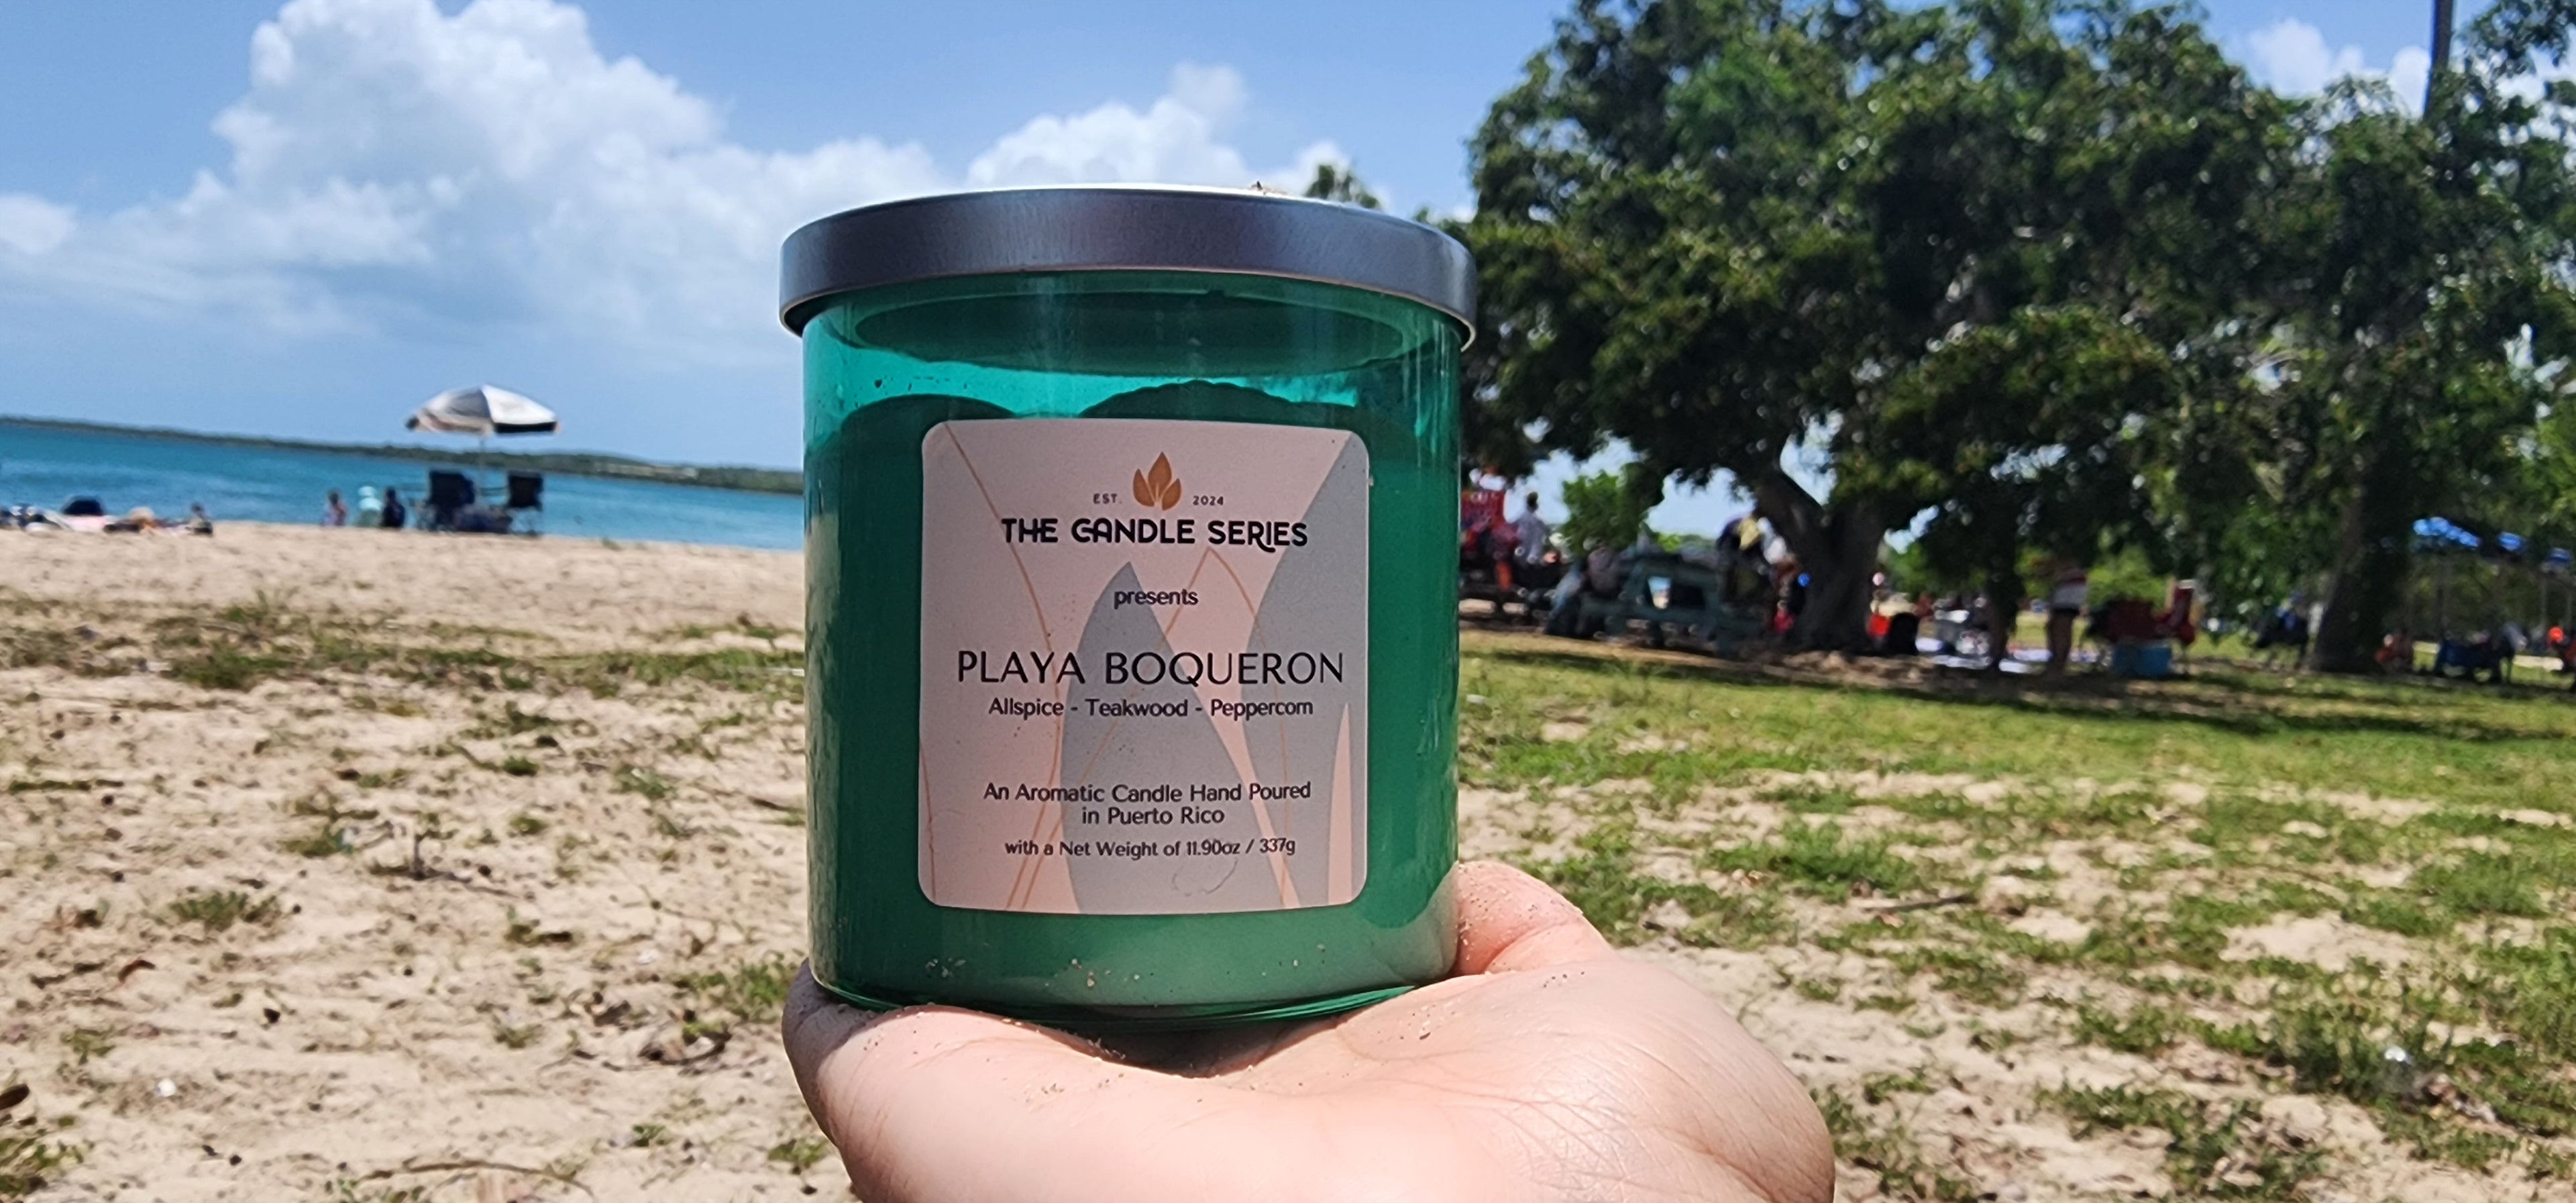 EST. 2024
THE CANDLE SERIES
presents
PLAYA BOQUERON
Allspice - Teakwood - Peppercorn
An Aromatic Candle Hand Poured
in Puerto Rico
with a Net Weight of 11.90oz / 337g